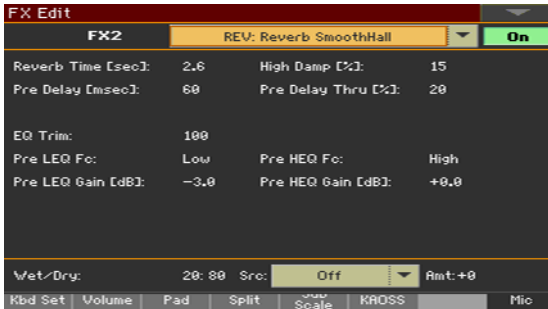 FX Edit
FX2 REV: Reverb SmoothHall On
Reverb Time [sec]: 2.6 High Damp [%]: 15
Pre Delay [msec]: 60 Pre Delay Thru [%]: 20
EQ Trim: 100
Pre LEQ Fc: Low Pre HEQ Fc: High
Pre LEQ Gain [dB]: -3.0 Pre HEQ Gain [dB]: +0.0
Wet/Dry: 20:80 Src: Off Amt:+0
Kbd Set Volume Pad Split Sub Scale KAOSS Mic